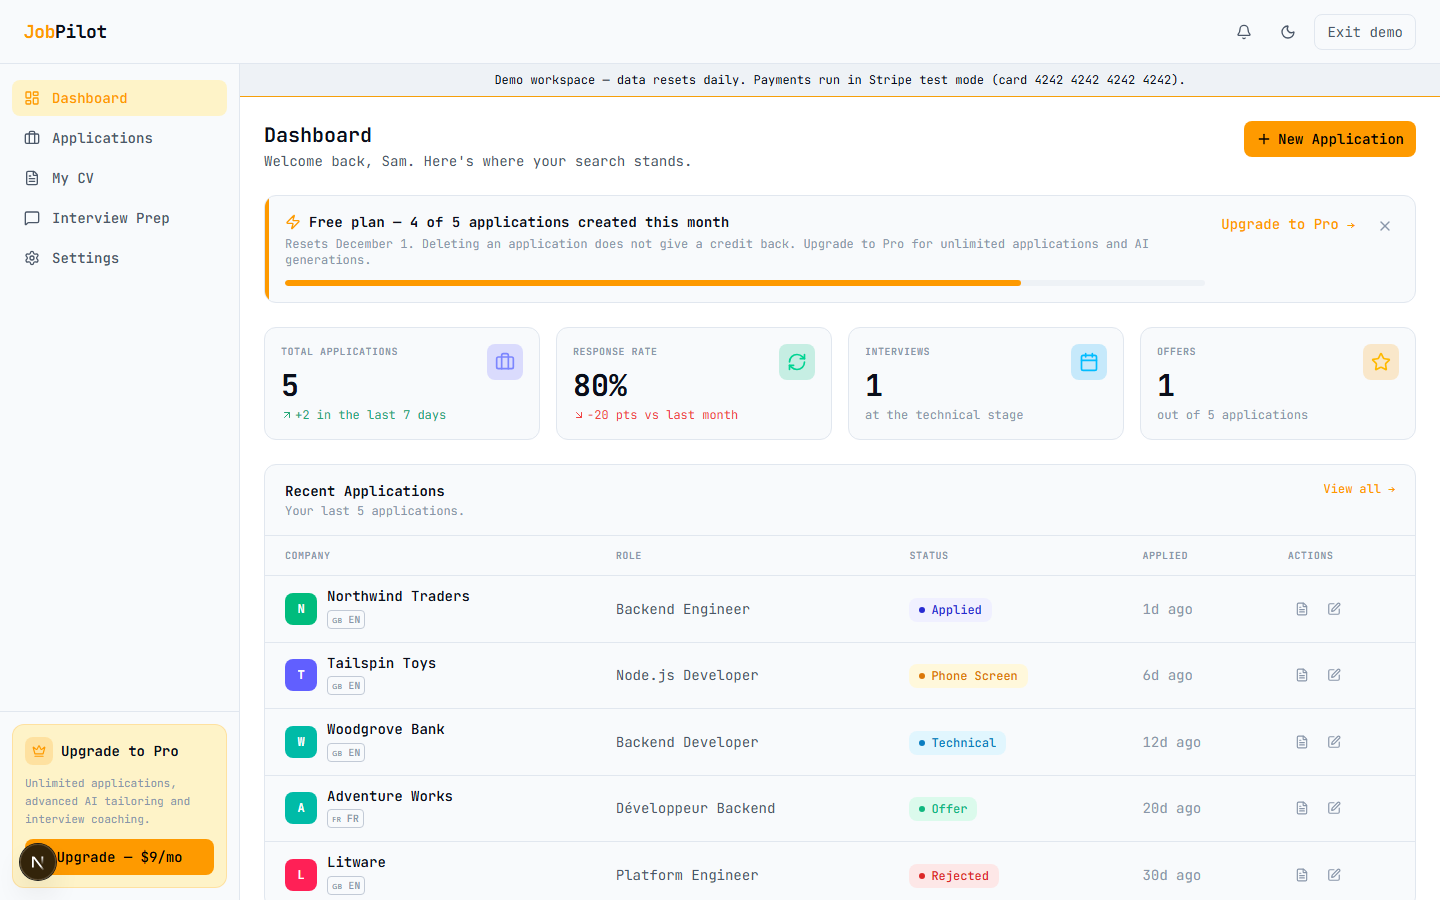 JobPilot
Exit demo
Demo workspace — data resets daily. Payments run in Stripe test mode (card 4242 4242 4242 4242).
Dashboard
Applications
My CV
Interview Prep
Settings
Dashboard
Welcome back, Sam. Here's where your search stands.
+ New Application
Free plan — 4 of 5 applications created this month
Resets December 1. Deleting an application does not give a credit back. Upgrade to Pro for unlimited applications and AI
generations.
Upgrade to Pro →
TOTAL APPLICATIONS
5
+2 in the last 7 days
RESPONSE RATE
80%
-20 pts vs last month
INTERVIEWS
1
at the technical stage
OFFERS
1
out of 5 applications
Recent Applications
Your last 5 applications.
View all →
COMPANY ROLE STATUS APPLIED ACTIONS
N Northwind Traders GB EN Backend Engineer Applied 1d ago
T Tailspin Toys GB EN Node.js Developer Phone Screen 6d ago
W Woodgrove Bank GB EN Backend Developer Technical 12d ago
A Adventure Works FR FR Développeur Backend Offer 20d ago
L Litware GB EN Platform Engineer Rejected 30d ago
Upgrade to Pro
Unlimited applications,
advanced AI tailoring and
interview coaching.
Upgrade — $9/mo
N